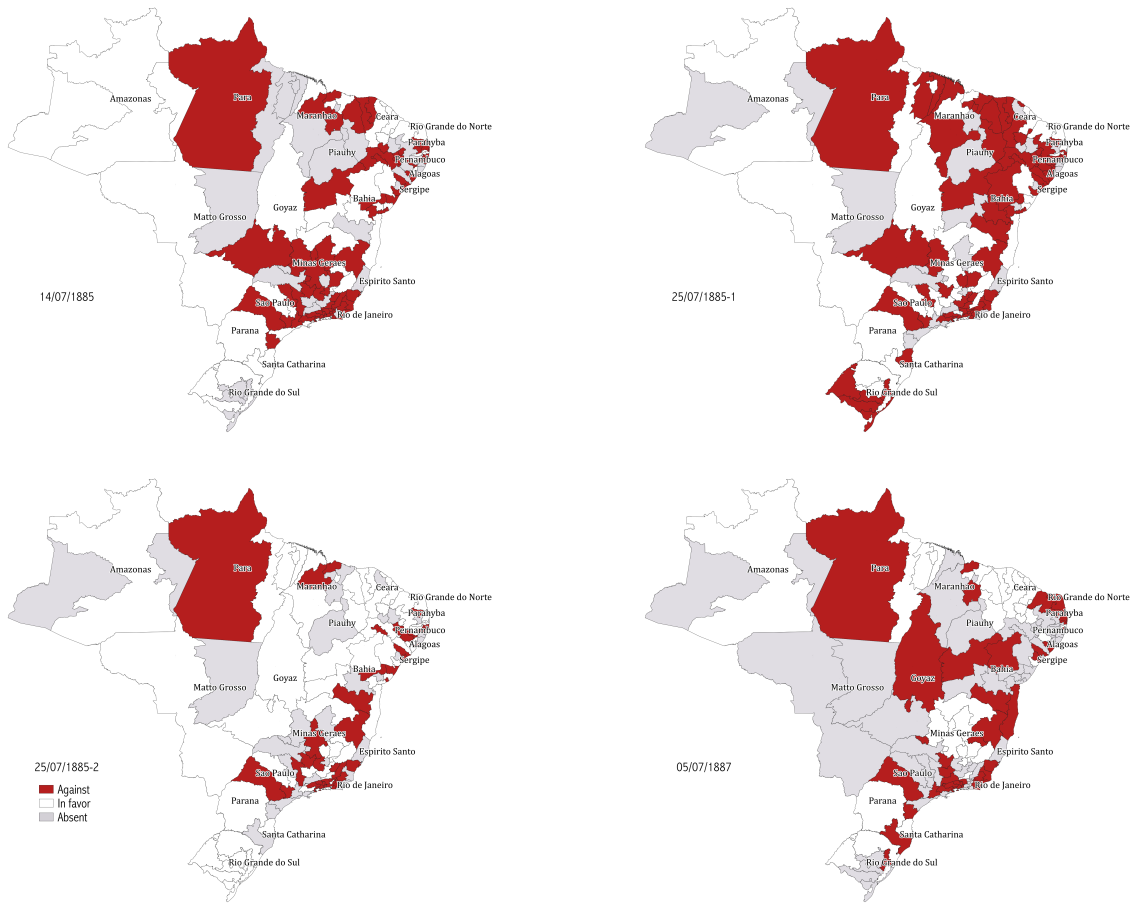 Amazonas
Para
Maranhao
Ceara
Rio Grande do Norte
Parahyba
Piauhy
Pernambuco
Alagoas
Sergipe
Bahia
Goyaz
Matto Grosso
Minas Geraes
Espirito Santo
14/07/1885
Sao Paulo
Rio de Janeiro
Parana
Santa Catharina
Rio Grande do Sul
Amazonas
Para
Maranhao
Ceara
Rio Grande do Norte
Parahyba
Piauhy
Pernambuco
Alagoas
Sergipe
Bahia
Goyaz
Matto Grosso
Minas Geraes
Espirito Santo
25/07/1885-1
Sao Paulo
Rio de Janeiro
Parana
Santa Catharina
Rio Grande do Sul
Amazonas
Para
Maranhao
Ceara
Rio Grande do Norte
Parahyba
Piauhy
Pernambuco
Alagoas
Sergipe
Bahia
Goyaz
Matto Grosso
Minas Geraes
Espirito Santo
25/07/1885-2
Sao Paulo
Rio de Janeiro
Against
In favor
Absent
Parana
Santa Catharina
Rio Grande do Sul
Amazonas
Para
Maranhao
Ceara
Rio Grande do Norte
Parahyba
Piauhy
Pernambuco
Alagoas
Sergipe
Bahia
Goyaz
Matto Grosso
Minas Geraes
Espirito Santo
05/07/1887
Sao Paulo
Rio de Janeiro
Parana
Santa Catharina
Rio Grande do Sul